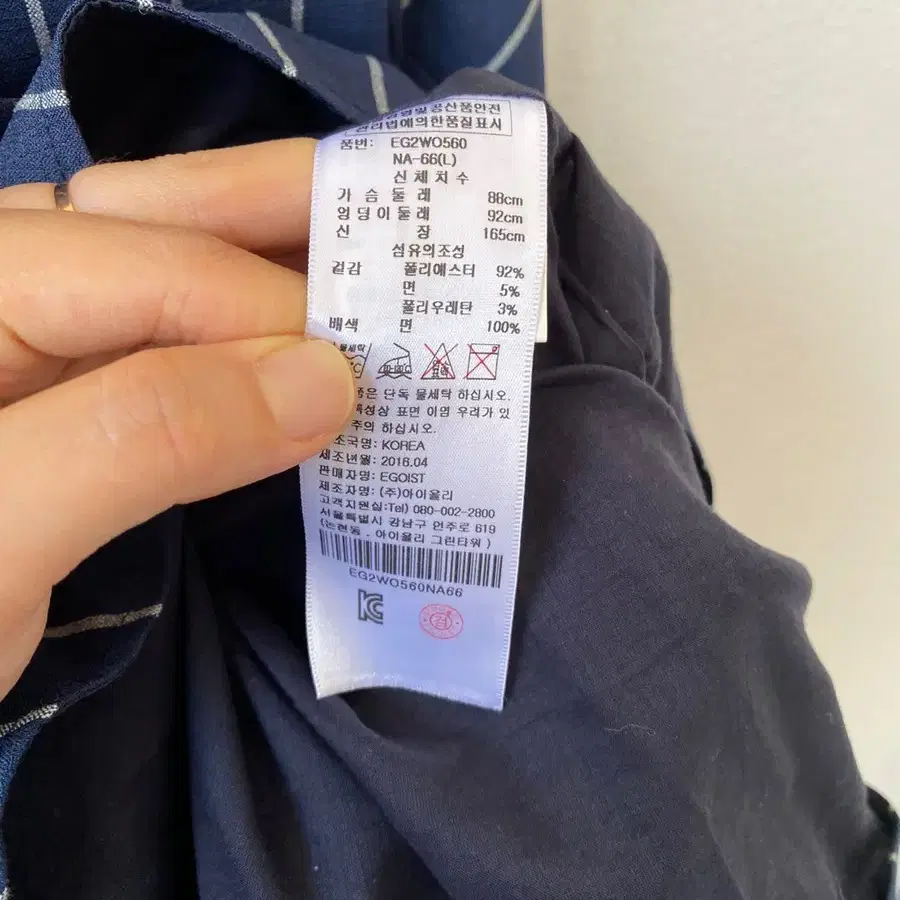 및공산품안전
관리법에의한품질표시
품번: EG2WO560
NA-66(L)
신체치수
가슴둘레 88cm
엉덩이둘레 92cm
신장 165cm
섬유의조성
겉감 폴리에스터 92%
면 5%
폴리우레탄 3%
배색 면 100%
단독 물세탁 하십시오.
특성상 표면 이염 우려가 있
주의 하십시오.
제조국명: KOREA
제조년월: 2016.04
판매자명: EGOIST
제조자명: (주)아이올리
고객지원실:Tel) 080-002-2800
서울특별시 강남구 언주로 619
(논현동 . 아이올리 그린타워)
EG2WO560NA66